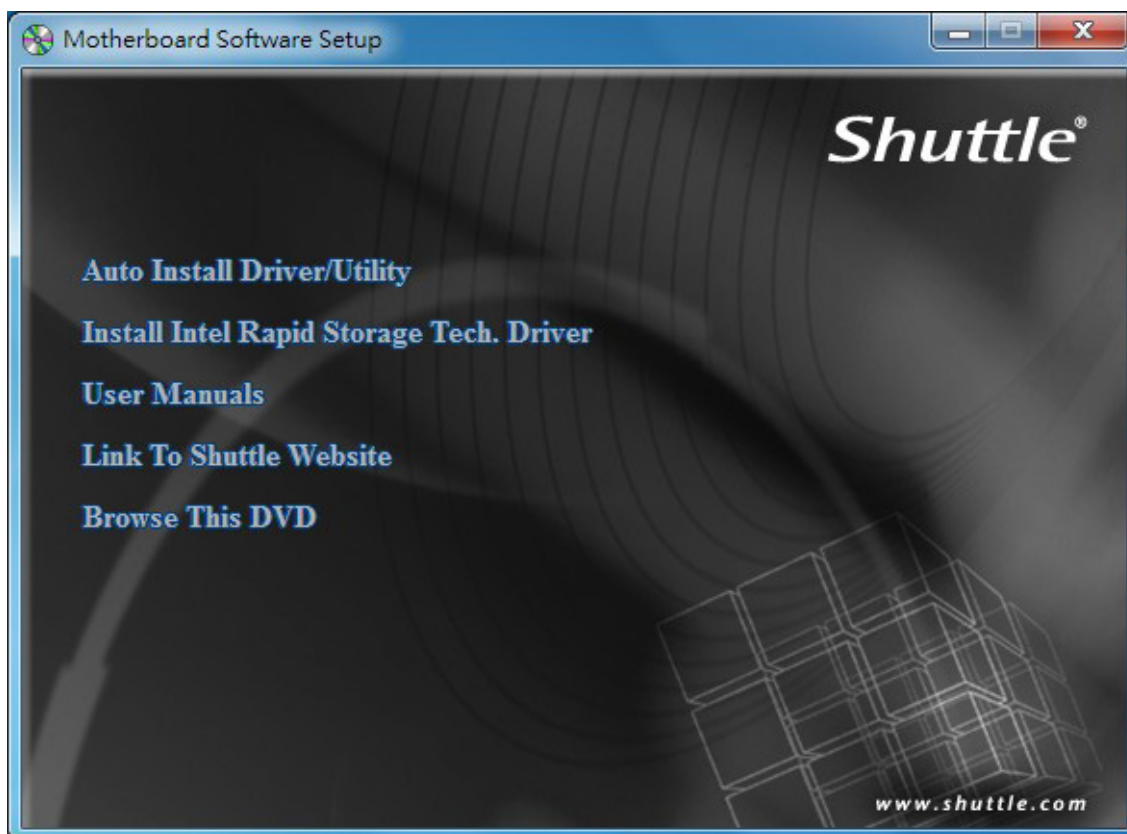 Motherboard Software Setup
Shuttle®
Auto Install Driver/Utility
Install Intel Rapid Storage Tech. Driver
User Manuals
Link To Shuttle Website
Browse This DVD
www.shuttle.com